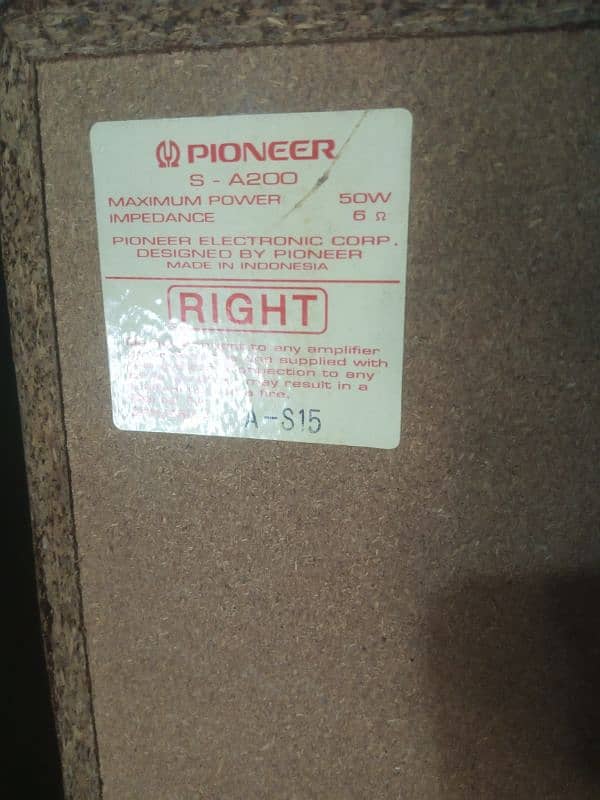 PIONEER
S - A200
MAXIMUM POWER 50W
IMPEDANCE 6 Ω
PIONEER ELECTRONIC CORP.
DESIGNED BY PIONEER
MADE IN INDONESIA
RIGHT
to any amplifier
supplied with
to any
may result in a
fire.
A-S15